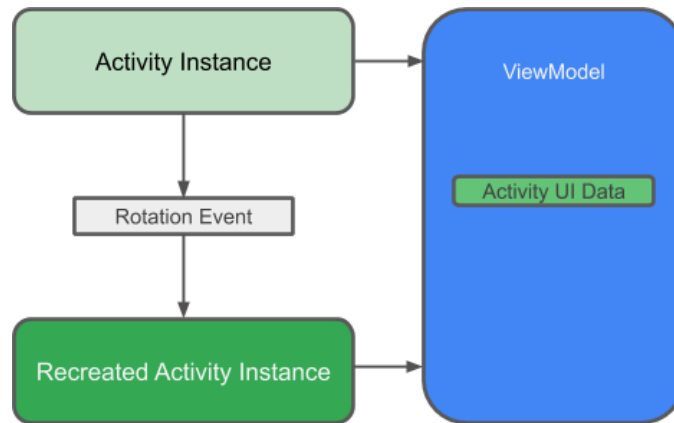 Activity Instance
ViewModel
Activity UI Data
Rotation Event
Recreated Activity Instance